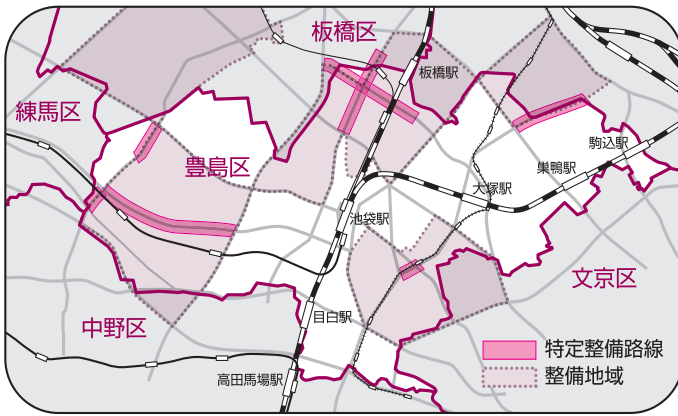 板橋区
板橋駅
練馬区
駒込駅
豊島区
巣鴨駅
大塚駅
池袋駅
文京区
目白駅
中野区
特定整備路線
高田馬場駅
整備地域